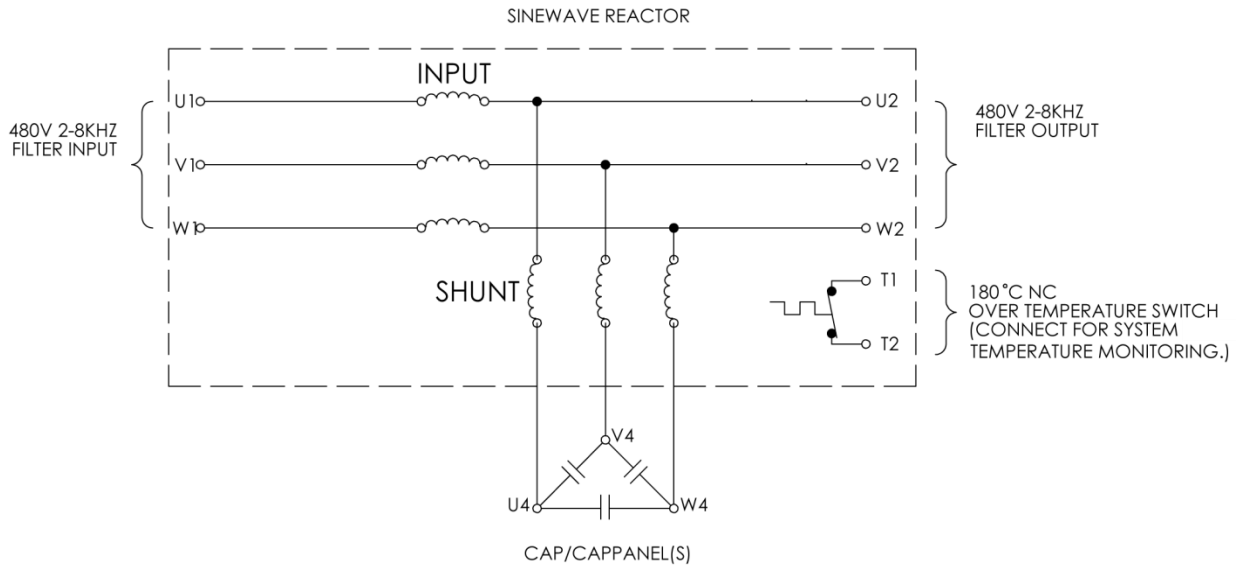 SINEWAVE REACTOR
INPUT
U1
U2
480V 2-8KHZ
FILTER INPUT
480V 2-8KHZ
FILTER OUTPUT
V1
V2
W1
W2
SHUNT
T1
T2
180°C NC
OVER TEMPERATURE SWITCH
(CONNECT FOR SYSTEM
TEMPERATURE MONITORING.)
V4
U4
W4
CAP/CAPPANEL(S)